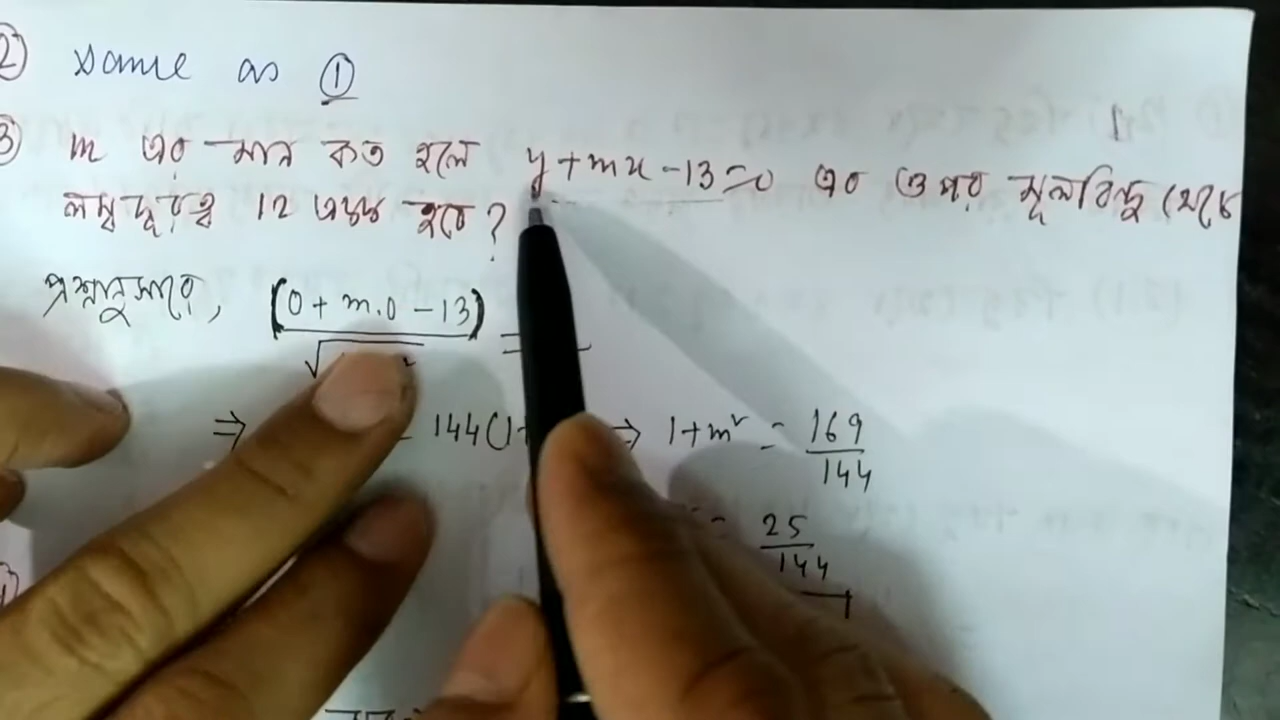 ② same as ①
③ m এর মান কত হলে y+mx-13=0 এর ওপর মূলবিন্দু থেকে
লম্বদূরত্ব 12 একক হবে?
প্রশ্নানুসারে, (0+m.0-13)
√ ² =
⇒ 144(1+ ⇒ 1+m² = 169/144
= 25/144